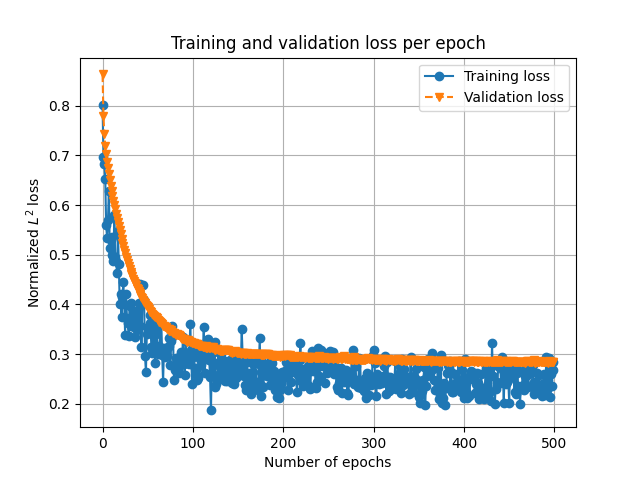 Training and validation loss per epoch
Training loss
Validation loss
Normalized L² loss
0.8
0.7
0.6
0.5
0.4
0.3
0.2
0 100 200 300 400 500
Number of epochs